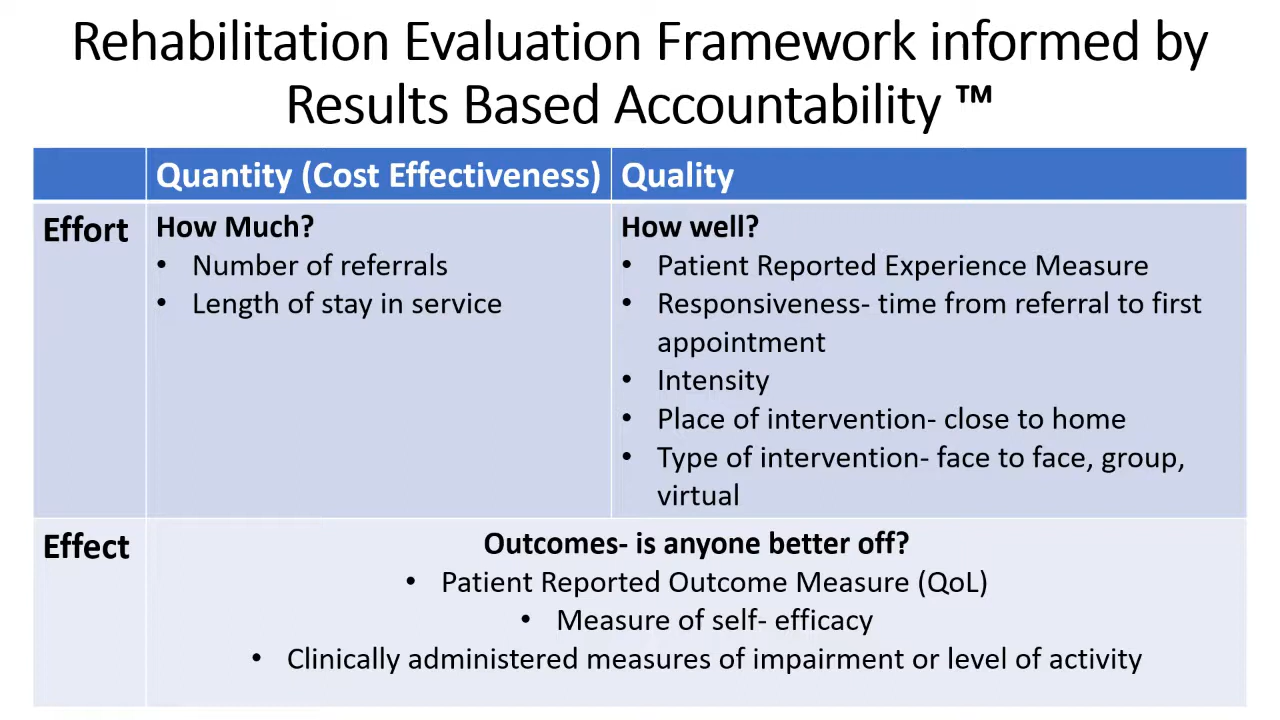 Rehabilitation Evaluation Framework informed by
Results Based Accountability ™
Quantity (Cost Effectiveness)
Quality
Effort
How Much?
• Number of referrals
• Length of stay in service
How well?
• Patient Reported Experience Measure
• Responsiveness- time from referral to first
appointment
• Intensity
• Place of intervention- close to home
• Type of intervention- face to face, group,
virtual
Effect
Outcomes- is anyone better off?
• Patient Reported Outcome Measure (QoL)
• Measure of self- efficacy
• Clinically administered measures of impairment or level of activity